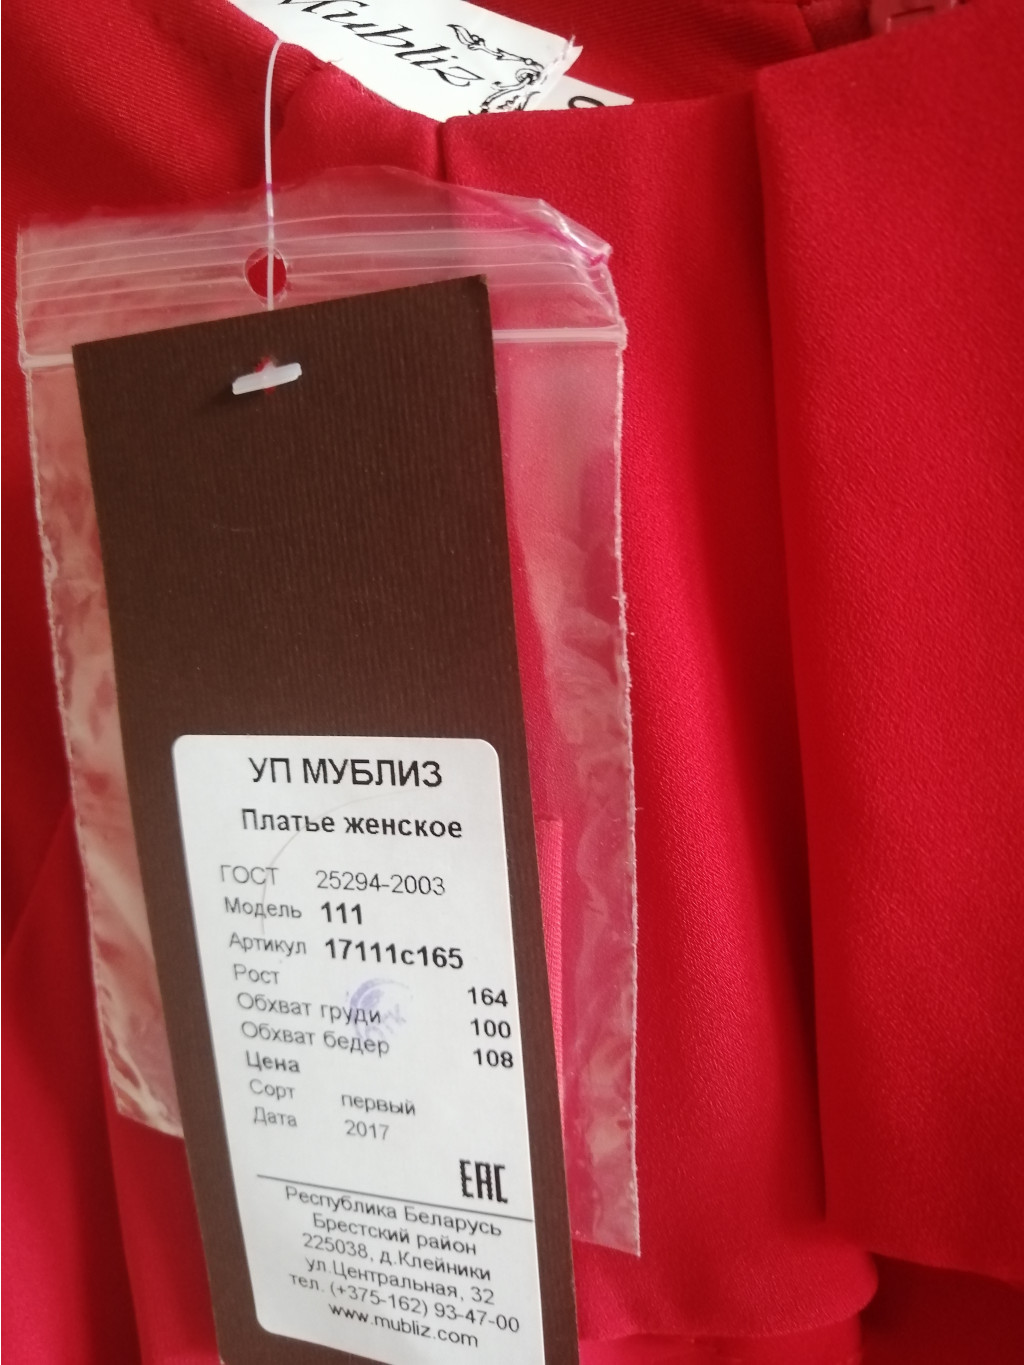 Mubliz
УП МУБЛИЗ
Платье женское
ГОСТ 25294-2003
Модель 111
Артикул 17111с165
Рост 164
Обхват груди 100
Обхват бедер 108
Цена
Сорт первый
Дата 2017
EAC
Республика Беларусь
Брестский район
225038, д.Клейники
ул.Центральная, 32
тел. (+375-162) 93-47-00
www.mubliz.com